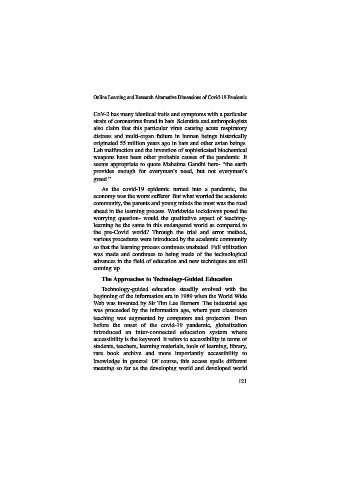 Online Learning and Research Alternative Dimensions of Covid-19 Pandemic
CoV-2 has many identical traits and symptoms with a particular
strain of coronavirus found in bats. Scientists and anthropologists
also claim that this particular virus causing acute respiratory
distress and multi-organ failure in human beings historically
originated 55 million years ago in bats and other avian beings.
Lab malfunction and the invention of sophisticated biochemical
weapons have been other probable causes of the pandemic. It
seems appropriate to quote Mahatma Gandhi here- "the earth
provides enough for everyman's need, but not everyman's
greed."
As the covid-19 epidemic turned into a pandemic, the
economy was the worst sufferer. But what worried the academic
community, the parents and young minds the most was the road
ahead in the learning process. Worldwide lockdowns posed the
worrying question- would the qualitative aspect of teaching-
learning be the same in this endangered world as compared to
the pre-Covid world? Through the trial and error method,
various procedures were introduced by the academic community
so that the learning process continues unabated. Full utilization
was made and continues to being made of the technological
advances in the field of education and new techniques are still
coming up.
The Approaches to Technology-Guided Education
Technology-guided education steadily evolved with the
beginning of the information era in 1989 when the World Wide
Web was invented by Sir Tim Lee Berners. The industrial age
was proceeded by the information age, where pure classroom
teaching was augmented by computers and projectors. Even
before the onset of the covid-19 pandemic, globalization
introduced an inter-connected education system where
accessibility is the keyword. It refers to accessibility in terms of
students, teachers, learning materials, tools of learning, library,
rare book archive and more importantly accessibility to
knowledge in general. Of course, this access spells different
meaning so far as the developing world and developed world
121